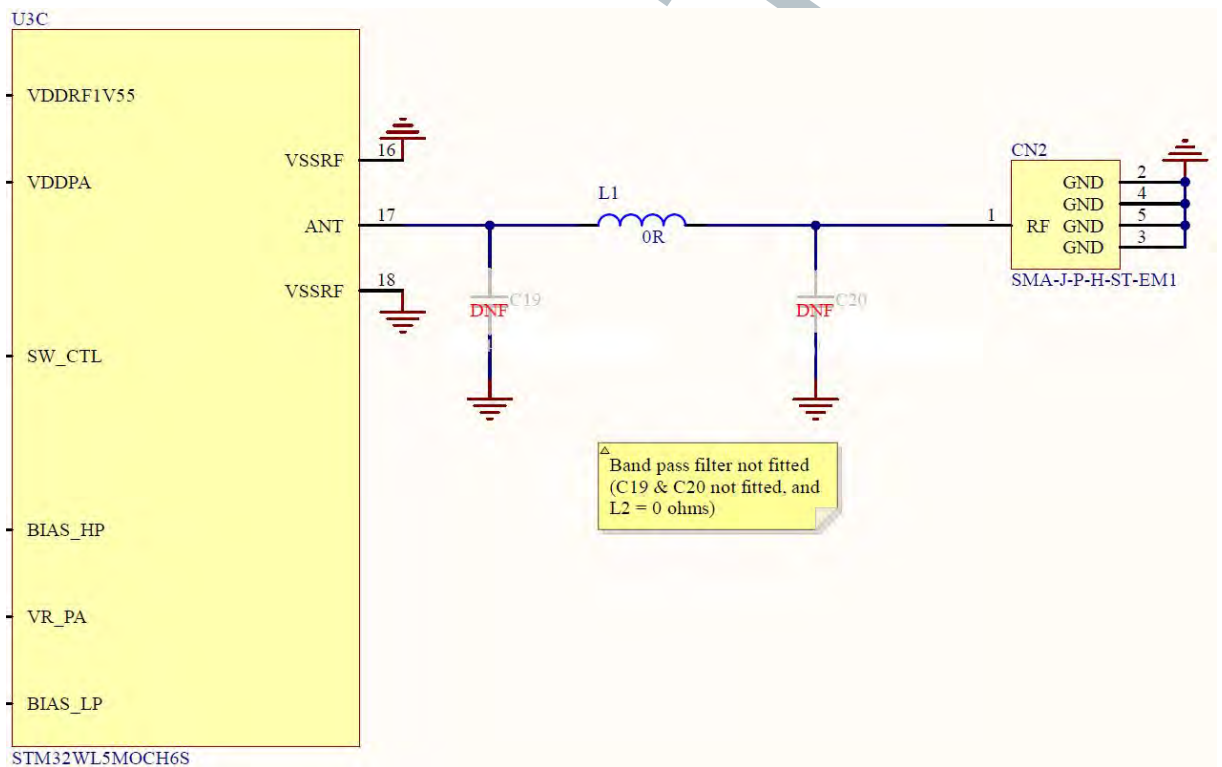 U3C
VDDRF1V55
VSSRF 16
VDDPA
ANT 17
VSSRF 18
SW_CTL
BIAS_HP
VR_PA
BIAS_LP
STM32WL5MOCH6S
L1
0R
C19
DNF
C20
DNF
CN2
GND 2
GND 4
1 RF GND 5
GND 3
SMA-J-P-H-ST-EM1
Band pass filter not fitted
(C19 & C20 not fitted, and
L2 = 0 ohms)